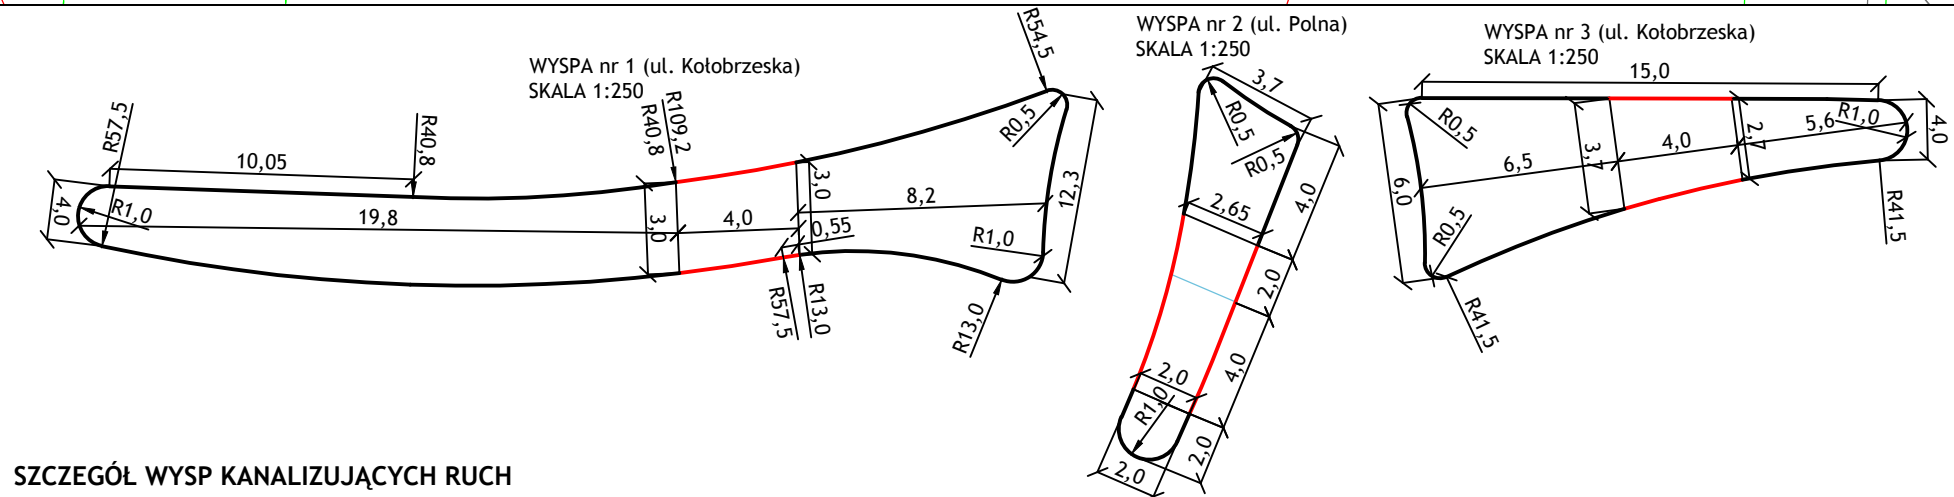 WYSPA nr 1 (ul. Kołobrzeska)
SKALA 1:250
R57,5
10,05
R40,8
R40,8
R109,2
R54,5
R0,5
4,0
R1,0
19,8
3,0
4,0
3,0
0,55
8,2
12,3
R1,0
R57,5
R13,0
R13,0
WYSPA nr 2 (ul. Polna)
SKALA 1:250
3,7
R0,5
R0,5
2,65
4,0
2,0
4,0
2,0
R1,0
2,0
2,0
WYSPA nr 3 (ul. Kołobrzeska)
SKALA 1:250
15,0
R0,5
6,0
6,5
3,7
4,0
2,7
5,6
R1,0
4,0
R0,5
R41,5
R41,5
SZCZEGÓŁ WYSP KANALIZUJĄCYCH RUCH